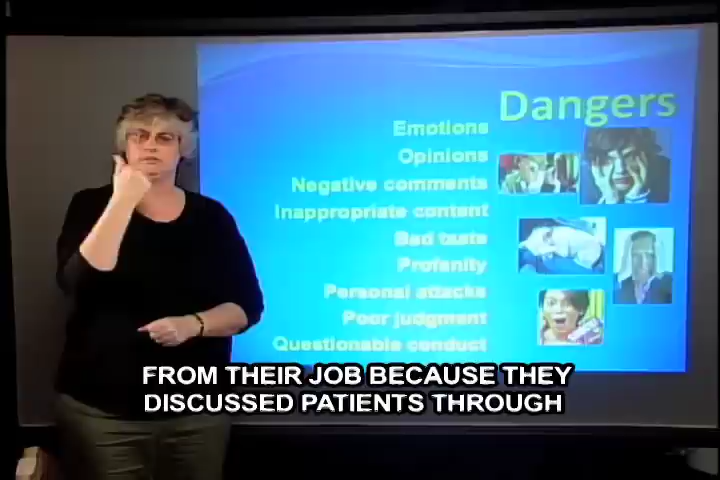 Dangers
Emotions
Opinions
Negative comments
Inappropriate content
Bad taste
Profanity
Personal attacks
Poor judgment
Questionable conduct
FROM THEIR JOB BECAUSE THEY
DISCUSSED PATIENTS THROUGH